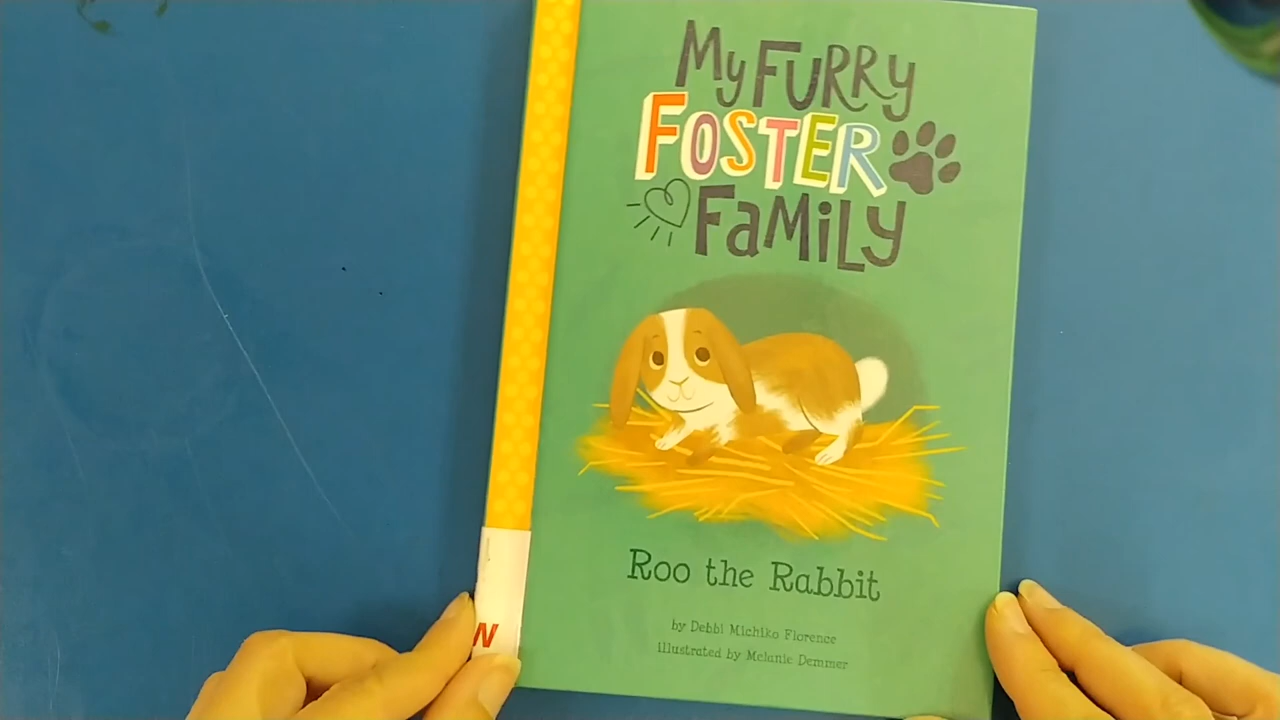 My FURRY
FOSTER
FaMiLY
Roo the Rabbit
by Debbi Michiko Florence
illustrated by Melanie Demmer
W